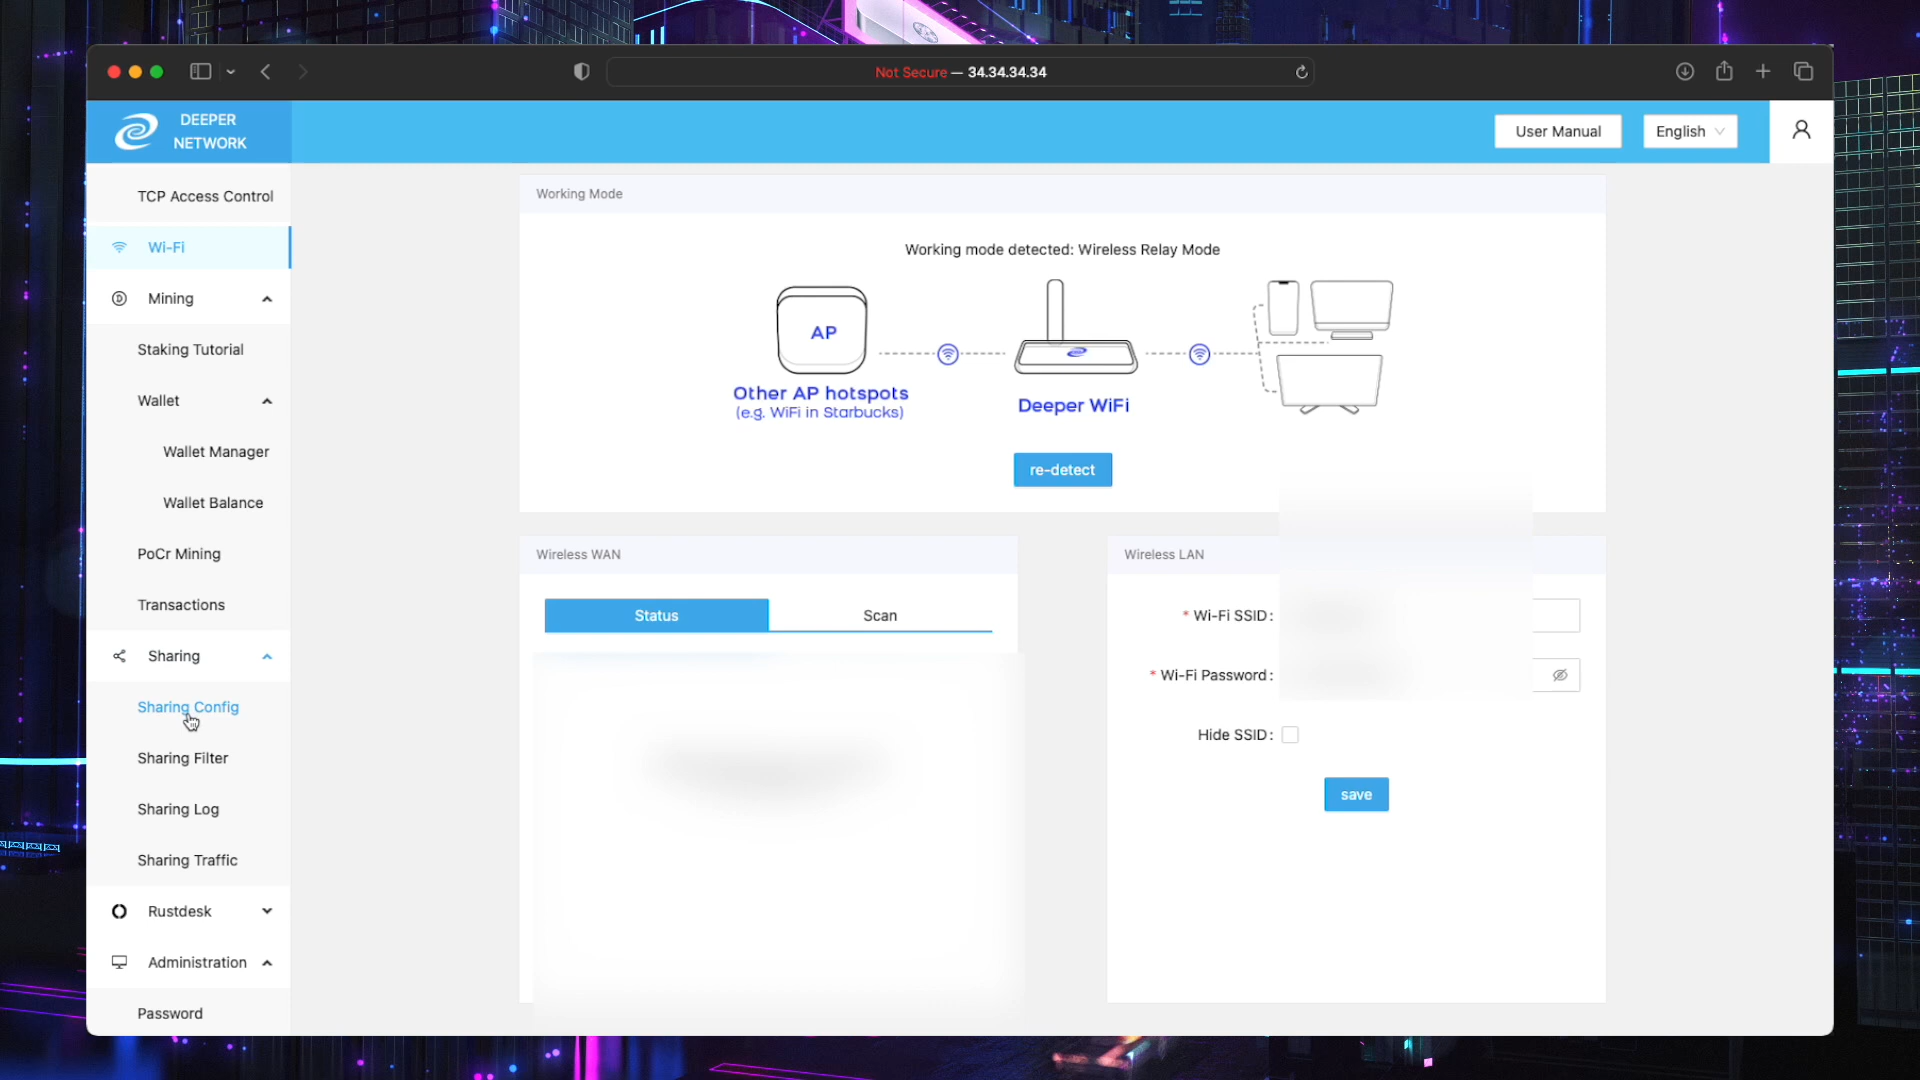 Not Secure — 34.34.34.34
DEEPER
NETWORK
User Manual
English
TCP Access Control
Wi-Fi
Mining
Staking Tutorial
Wallet
Wallet Manager
Wallet Balance
PoCr Mining
Transactions
Sharing
Sharing Config
Sharing Filter
Sharing Log
Sharing Traffic
Rustdesk
Administration
Password
Working Mode
Working mode detected: Wireless Relay Mode
AP
Other AP hotspots
(e.g. WiFi in Starbucks)
Deeper WiFi
re-detect
Wireless WAN
Status
Scan
Wireless LAN
* Wi-Fi SSID:
* Wi-Fi Password:
Hide SSID:
save